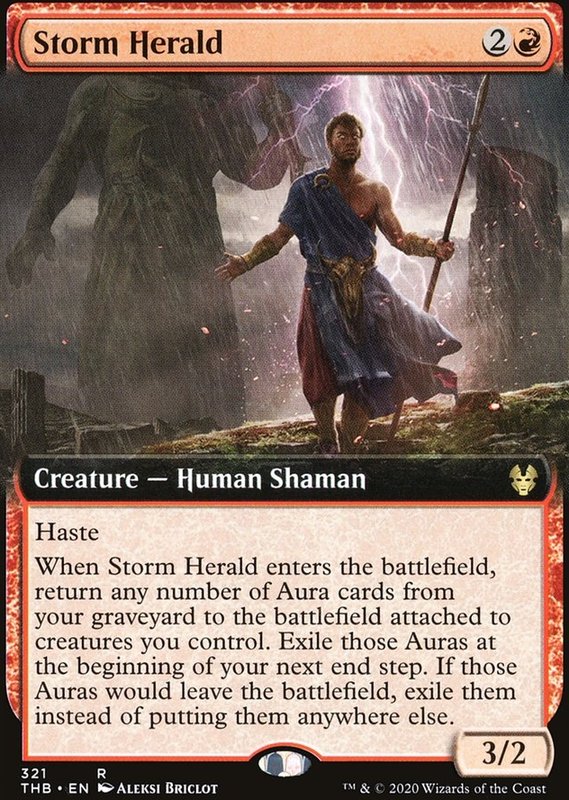 Storm Herald 2
Creature — Human Shaman
Haste
When Storm Herald enters the battlefield,
return any number of Aura cards from
your graveyard to the battlefield attached to
creatures you control. Exile those Auras at
the beginning of your next end step. If those
Auras would leave the battlefield, exile them
instead of putting them anywhere else.
3/2
321 R
THB • EN Aleksi Briclot
™ & © 2020 Wizards of the Coast